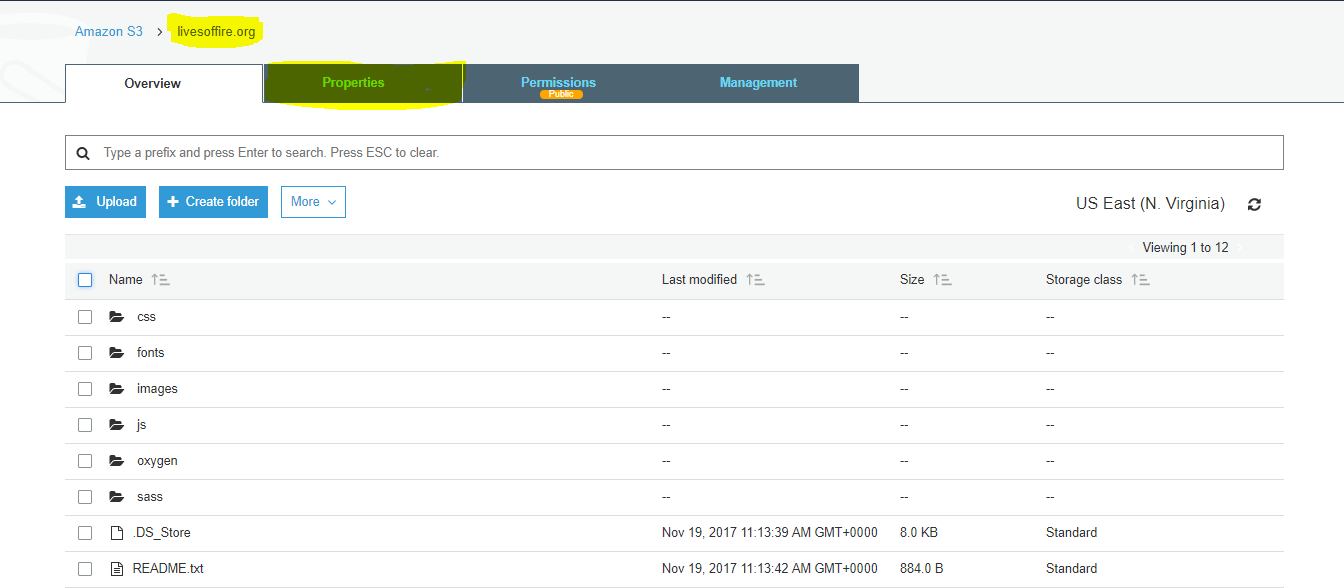 Amazon S3 > livesoffire.org
Overview Properties Permissions Management
Public
Type a prefix and press Enter to search. Press ESC to clear.
Upload + Create folder More US East (N. Virginia)
Viewing 1 to 12
Name Last modified Size Storage class
css -- -- --
fonts -- -- --
images -- -- --
js -- -- --
oxygen -- -- --
sass -- -- --
.DS_Store Nov 19, 2017 11:13:39 AM GMT+0000 8.0 KB Standard
README.txt Nov 19, 2017 11:13:42 AM GMT+0000 884.0 B Standard